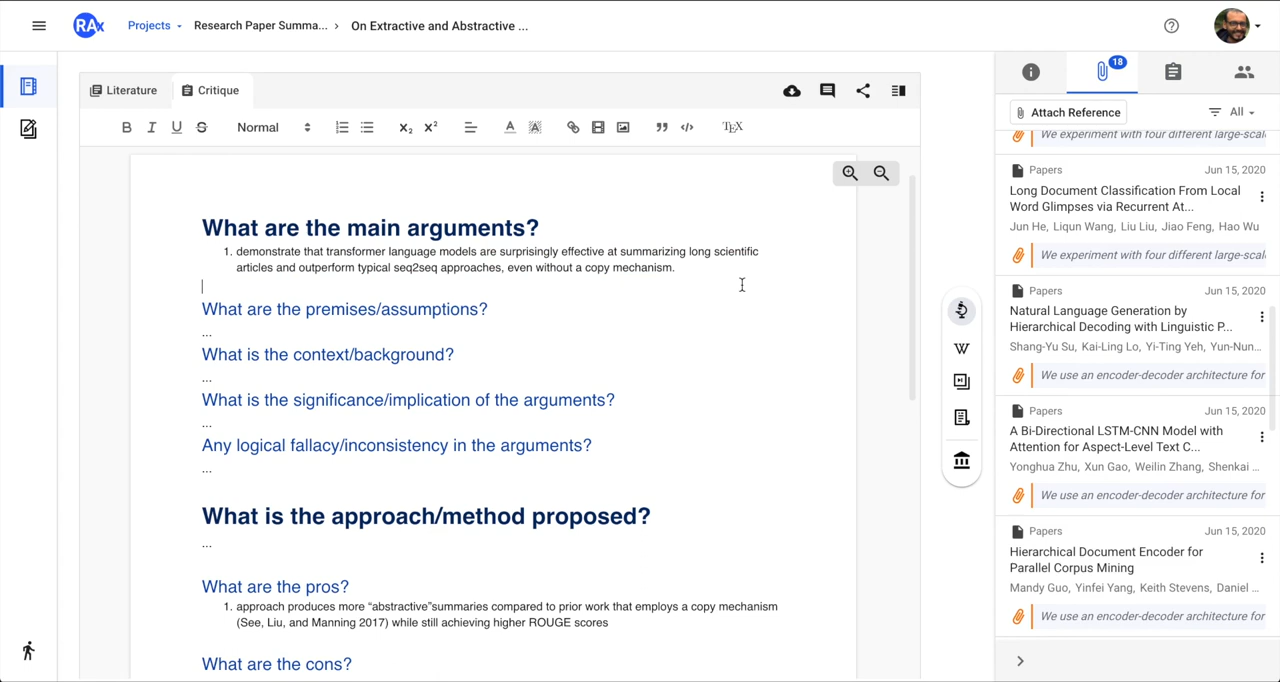 RAx Projects Research Paper Summa... › On Extractive and Abstractive ...
Literature Critique
B I U S Normal X₂ X² A A TEX
What are the main arguments?
1. demonstrate that transformer language models are surprisingly effective at summarizing long scientific
articles and outperform typical seq2seq approaches, even without a copy mechanism.
What are the premises/assumptions?
...
What is the context/background?
...
What is the significance/implication of the arguments?
...
Any logical fallacy/inconsistency in the arguments?
...
What is the approach/method proposed?
...
What are the pros?
1. approach produces more “abstractive”summaries compared to prior work that employs a copy mechanism
(See, Liu, and Manning 2017) while still achieving higher ROUGE scores
What are the cons?
W
18
Attach Reference All
We experiment with four different large-scal
Papers Jun 15, 2020
Long Document Classification From Local
Word Glimpses via Recurrent At...
Jun He, Liqun Wang, Liu Liu, Jiao Feng, Hao Wu
We experiment with four different large-scal
Papers Jun 15, 2020
Natural Language Generation by
Hierarchical Decoding with Linguistic P...
Shang-Yu Su, Kai-Ling Lo, Yi-Ting Yeh, Yun-Nun...
We use an encoder-decoder architecture for
Papers Jun 15, 2020
A Bi-Directional LSTM-CNN Model with
Attention for Aspect-Level Text C...
Yonghua Zhu, Xun Gao, Weilin Zhang, Shenkai ...
We use an encoder-decoder architecture for
Papers Jun 15, 2020
Hierarchical Document Encoder for
Parallel Corpus Mining
Mandy Guo, Yinfei Yang, Keith Stevens, Daniel ...
We use an encoder-decoder architecture for